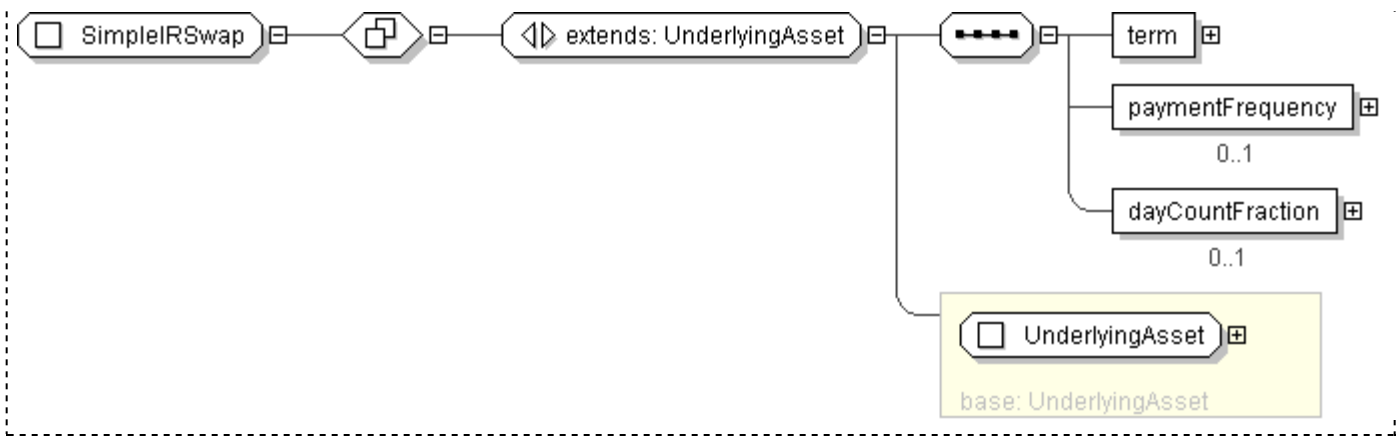 SimpleIRSwap
extends: UnderlyingAsset
term
paymentFrequency
0..1
dayCountFraction
0..1
UnderlyingAsset
base: UnderlyingAsset